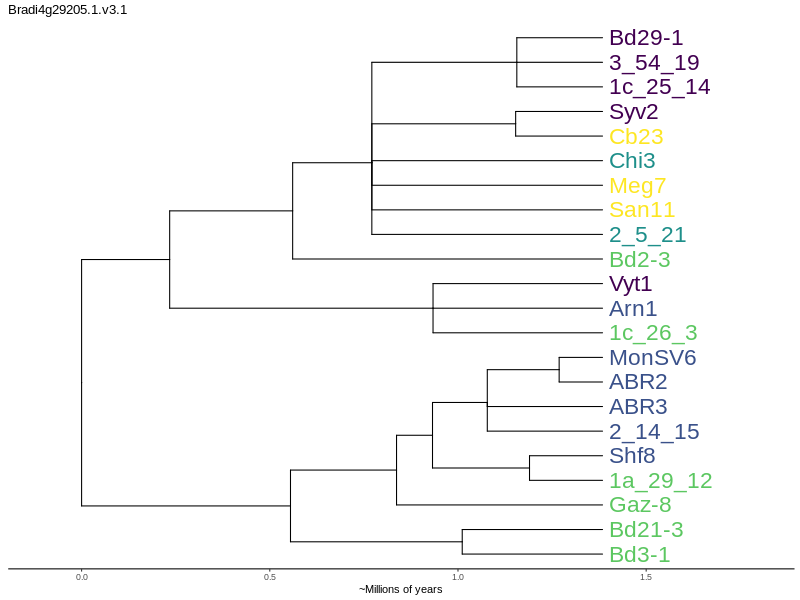 Bradi4g29205.1.v3.1
Bd29-1
3_54_19
1c_25_14
Syv2
Cb23
Chi3
Meg7
San11
2_5_21
Bd2-3
Vyt1
Arn1
1c_26_3
MonSV6
ABR2
ABR3
2_14_15
Shf8
1a_29_12
Gaz-8
Bd21-3
Bd3-1
0.0 0.5 1.0 1.5
~Millions of years